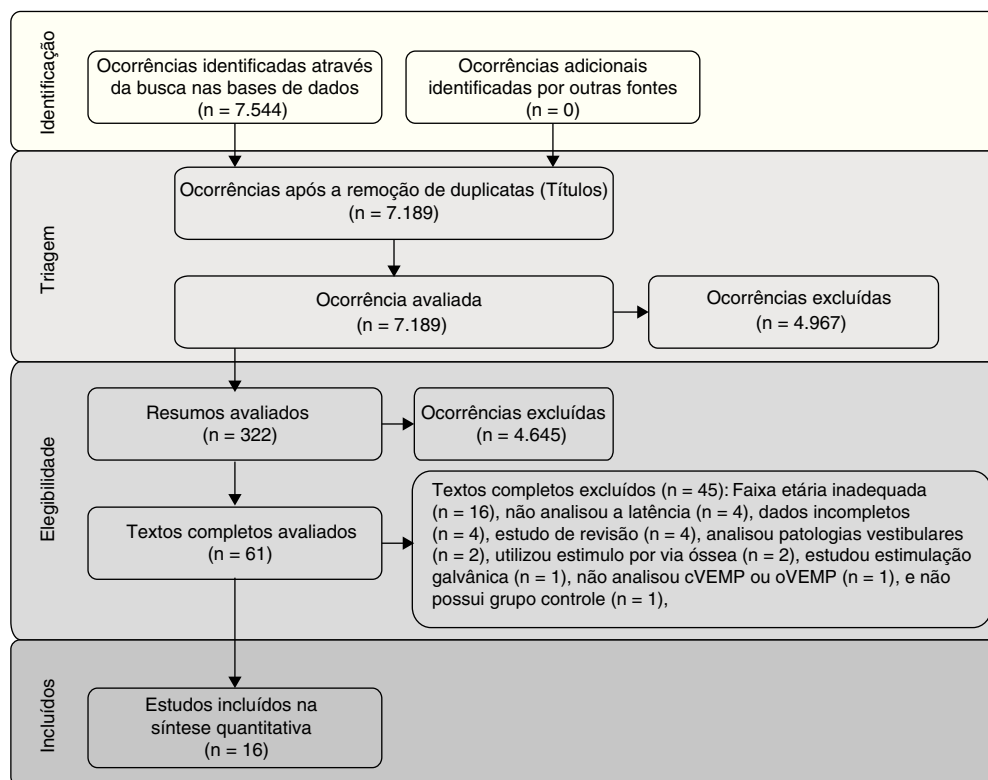 Identificação
Ocorrências identificadas através
da busca nas bases de dados
(n = 7.544)
Ocorrências adicionais
identificadas por outras fontes
(n = 0)
Triagem
Ocorrências após a remoção de duplicatas (Títulos)
(n = 7.189)
Ocorrência avaliada
(n = 7.189)
Ocorrências excluídas
(n = 4.967)
Elegibilidade
Resumos avaliados
(n = 322)
Ocorrências excluídas
(n = 4.645)
Textos completos avaliados
(n = 61)
Textos completos excluídos (n = 45): Faixa etária inadequada
(n = 16), não analisou a latência (n = 4), dados incompletos
(n = 4), estudo de revisão (n = 4), analisou patologias vestibulares
(n = 2), utilizou estimulo por via óssea (n = 2), estudou estimulação
galvânica (n = 1), não analisou cVEMP ou oVEMP (n = 1), e não
possui grupo controle (n = 1),
Incluídos
Estudos incluídos na
síntese quantitativa
(n = 16)